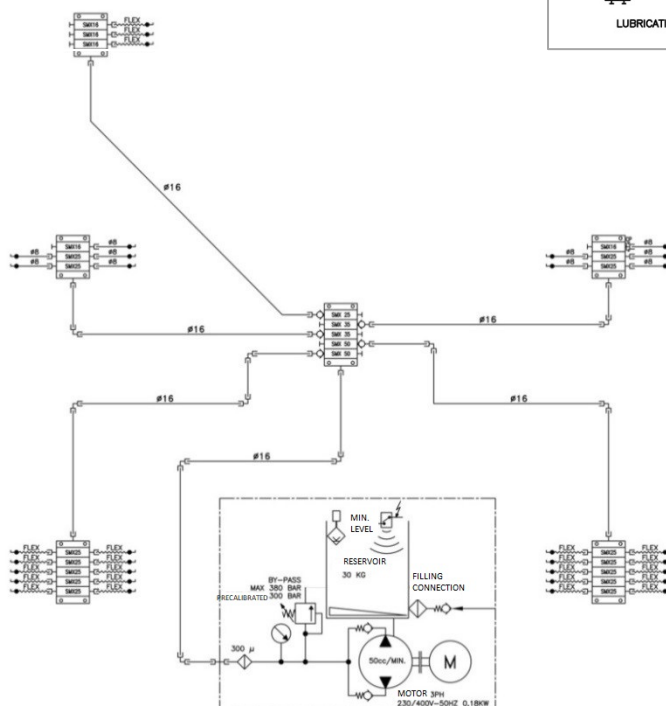 LUBRICATI
SMX16 FLEX
SMX16 FLEX
SMX16 FLEX
ø16
SMX16 ø8
ø8 SMX25 ø8
ø8 SMX25 ø8
SMX16 ø8
ø8 SMX25 ø8
ø8 SMX25 ø8
SMX 25
SMX 35
SMX 35
SMX 50
SMX 50
ø16
ø16
ø16
ø16
ø16
FLEX SMX25 FLEX
FLEX SMX25 FLEX
FLEX SMX25 FLEX
FLEX SMX25 FLEX
FLEX SMX25 FLEX
FLEX SMX25 FLEX
FLEX SMX25 FLEX
FLEX SMX25 FLEX
FLEX SMX25 FLEX
FLEX SMX25 FLEX
MIN.
LEVEL
RESERVOIR
30 KG
FILLING
CONNECTION
BY-PASS
MAX 380 BAR
PRECALIBRATED 300 BAR
300 µ
50cc/MIN.
M
MOTOR 3PH
230/400V-50HZ 0.18KW